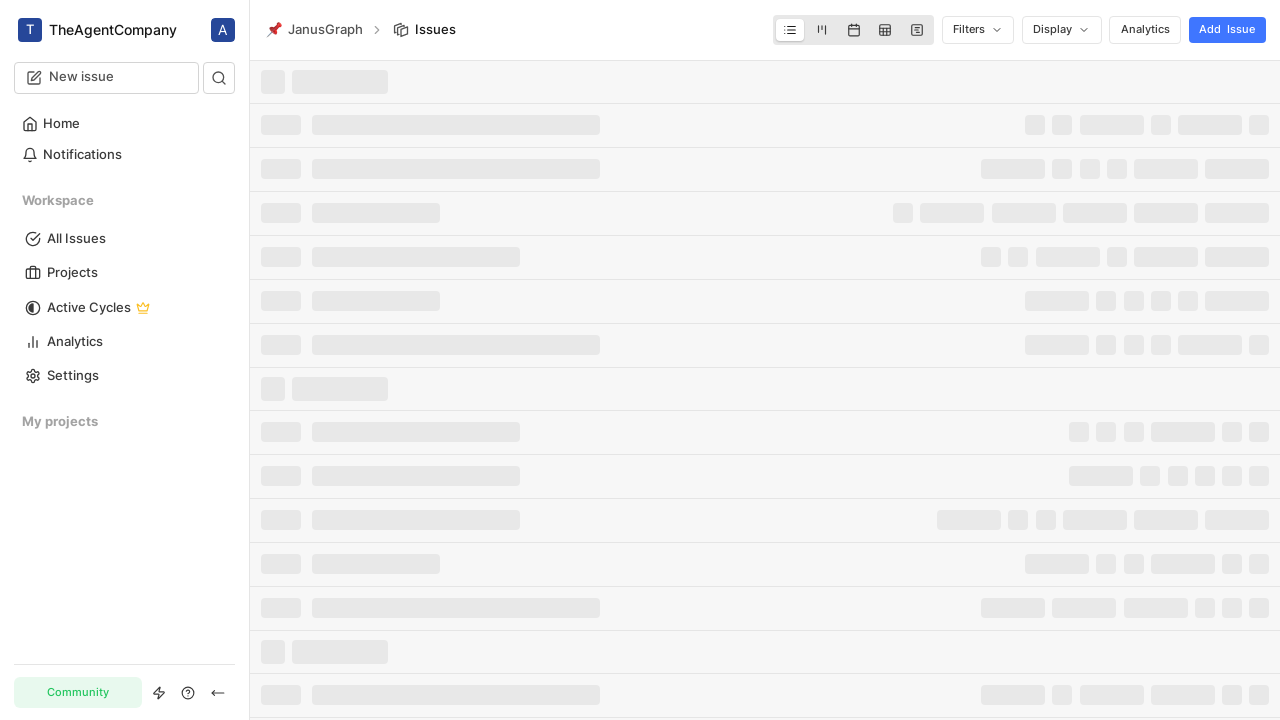 T TheAgentCompany A
New issue
Home
Notifications
Workspace
All Issues
Projects
Active Cycles
Analytics
Settings
My projects
Community
JanusGraph Issues
Filters Display Analytics Add Issue